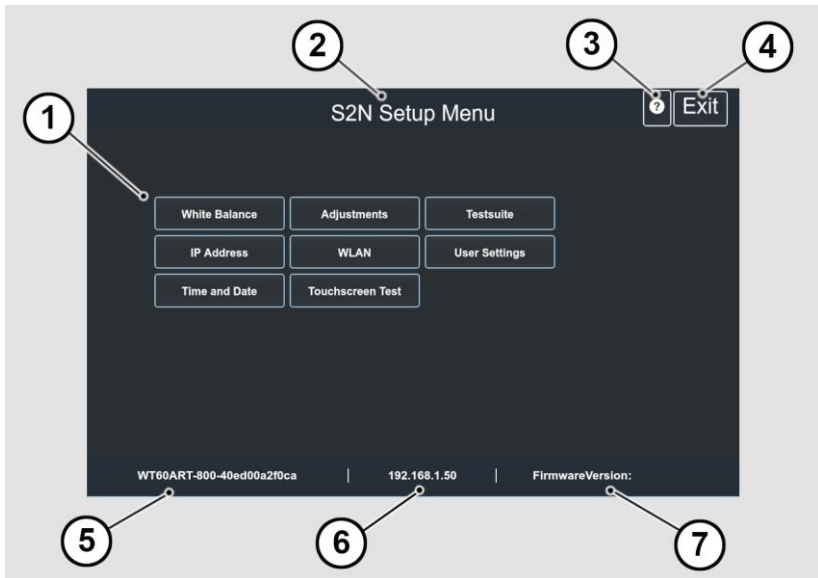 2
3
4
S2N Setup Menu
? Exit
1
White Balance Adjustments Testsuite
IP Address WLAN User Settings
Time and Date Touchscreen Test
WT60ART-800-40ed00a2f0ca | 192.168.1.50 | FirmwareVersion:
5
6
7